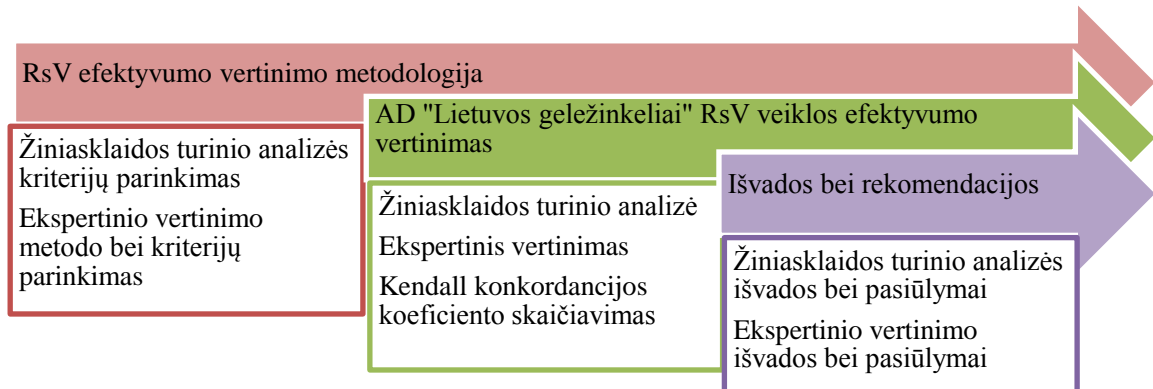 RsV efektyvumo vertinimo metodologija
Žiniasklaidos turinio analizės
kriterijų parinkimas
Ekspertinio vertinimo
metodo bei kriterijų
parinkimas
AD "Lietuvos geležinkeliai" RsV veiklos efektyvumo
vertinimas
Žiniasklaidos turinio analizė
Ekspertinis vertinimas
Kendall konkordancijos
koeficiento skaičiavimas
Išvados bei rekomendacijos
Žiniasklaidos turinio analizės
išvados bei pasiūlymai
Ekspertinio vertinimo
išvados bei pasiūlymai